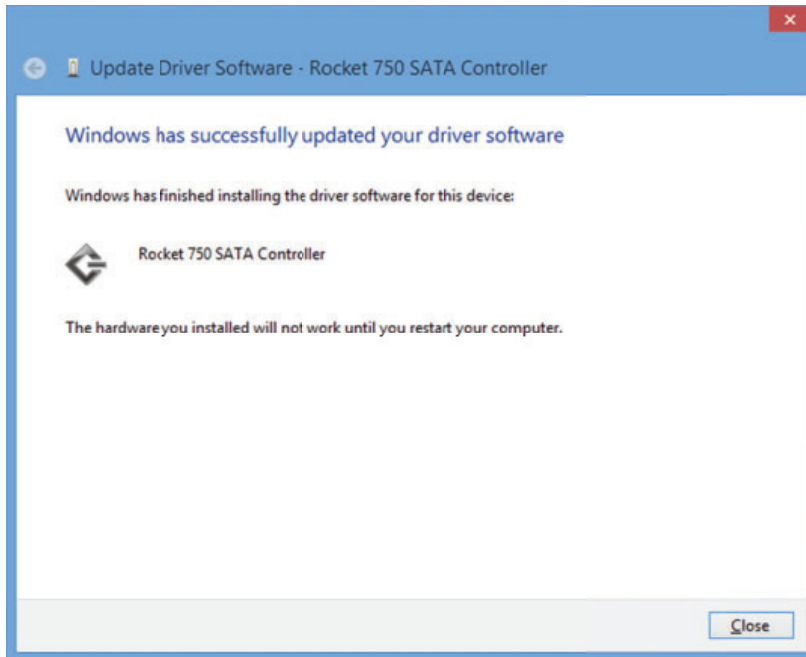 Update Driver Software - Rocket 750 SATA Controller
Windows has successfully updated your driver software
Windows has finished installing the driver software for this device:
Rocket 750 SATA Controller
The hardware you installed will not work until you restart your computer.
Close